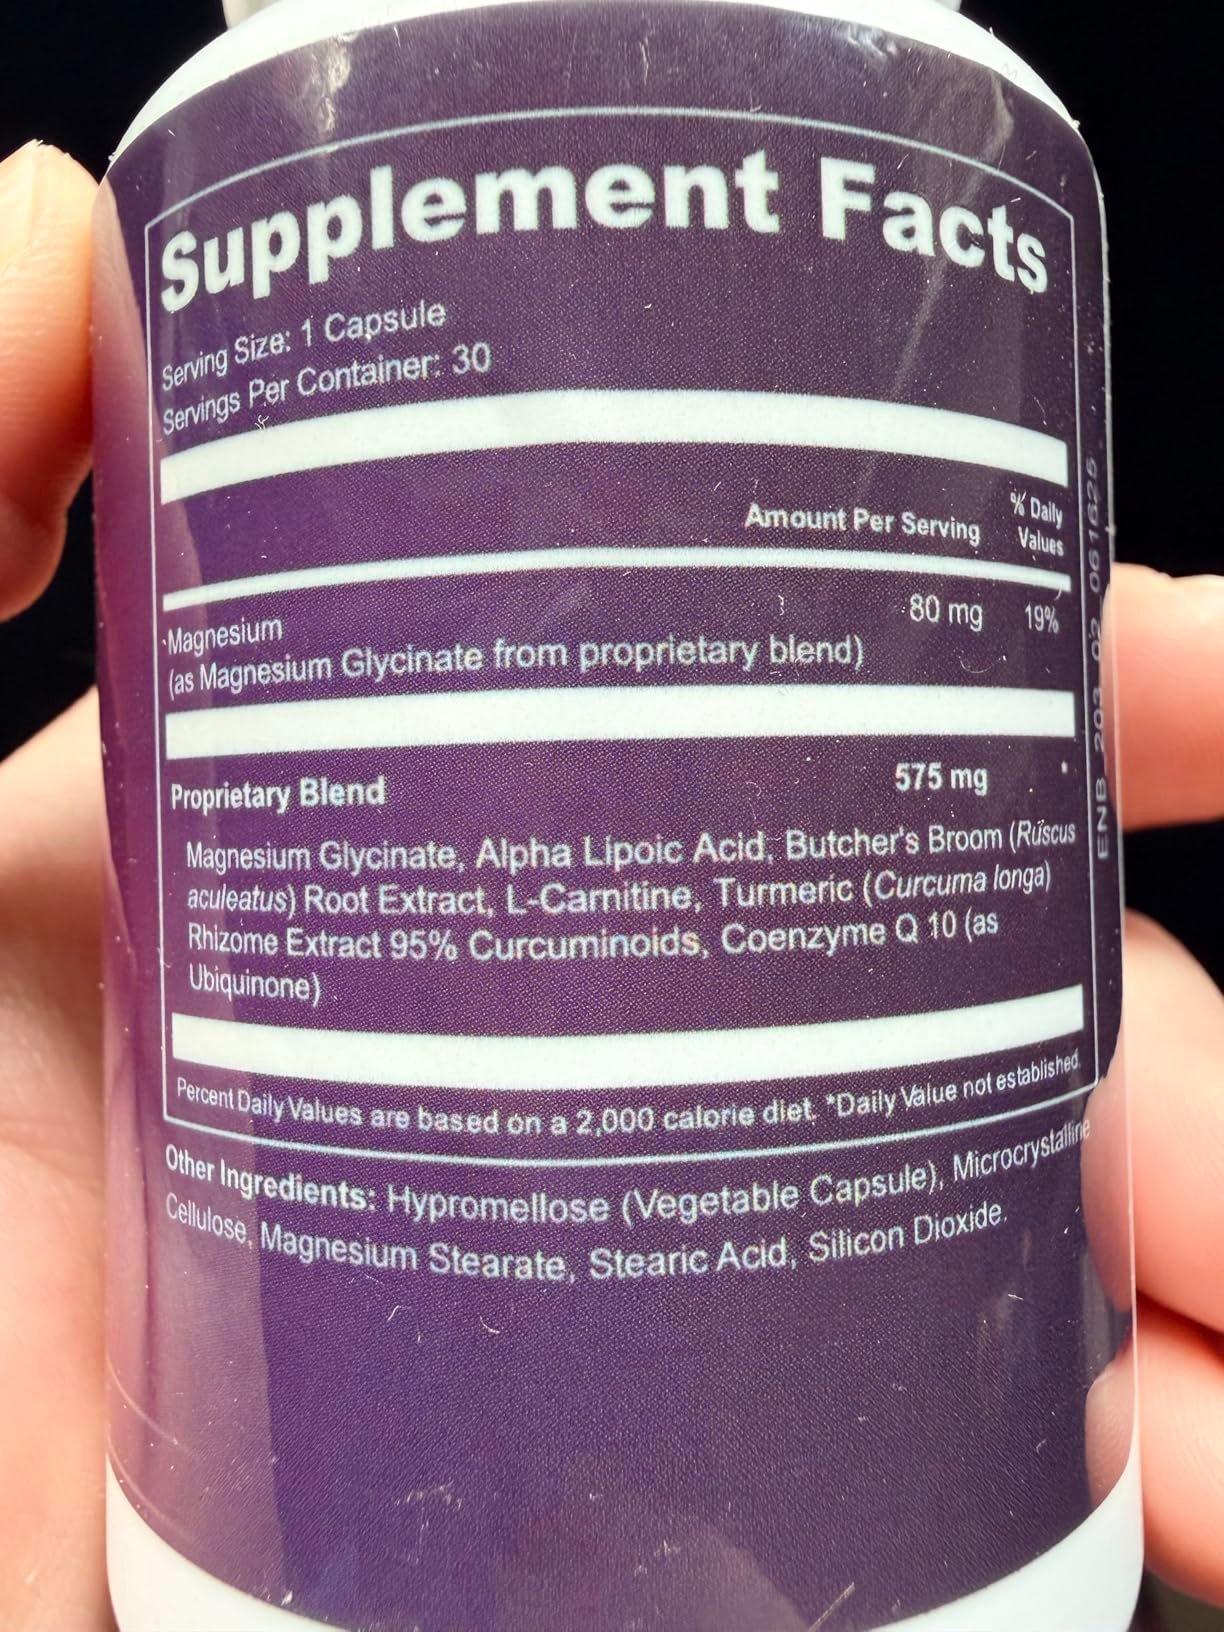 Supplement Facts
Serving Size: 1 Capsule
Servings Per Container: 30
Amount Per Serving
% Daily
Values
Magnesium
80 mg
19%
(as Magnesium Glycinate from proprietary blend)
Proprietary Blend
575 mg
*
Magnesium Glycinate, Alpha Lipoic Acid, Butcher's Broom (Ruscus
aculeatus) Root Extract, L-Carnitine, Turmeric (Curcuma longa)
Rhizome Extract 95% Curcuminoids, Coenzyme Q 10 (as
Ubiquinone)
Percent Daily Values are based on a 2,000 calorie diet. *Daily Value not established.
Other Ingredients: Hypromellose (Vegetable Capsule), Microcrystalline
Cellulose, Magnesium Stearate, Stearic Acid, Silicon Dioxide.
ENB 203 02 061625